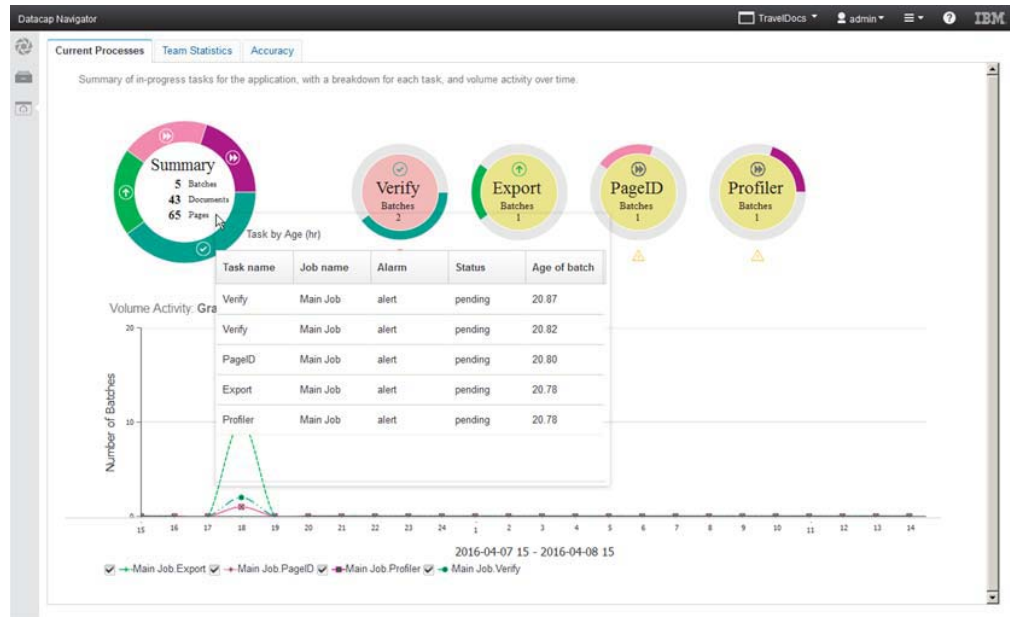 Datacap Navigator
TravelDocs admin ? IBM
Current Processes Team Statistics Accuracy
Summary of in-progress tasks for the application, with a breakdown for each task, and volume activity over time.
Summary
5 Batches
43 Documents
65 Pages
Verify
Batches
2
Export
Batches
1
PageID
Batches
1
Profiler
Batches
1
Task by Age (hr)
Task name Job name Alarm Status Age of batch
Verify Main Job alert pending 20.87
Verify Main Job alert pending 20.82
PageID Main Job alert pending 20.80
Export Main Job alert pending 20.78
Profiler Main Job alert pending 20.78
Volume Activity: Gra
Number of Batches
20
10
0
15 16 17 18 19 20 21 22 23 24 1 2 3 4 5 6 7 8 9 10 11 12 13 14
2016-04-07 15 - 2016-04-08 15
Main Job.Export Main Job.PageID Main Job.Profiler Main Job.Verify